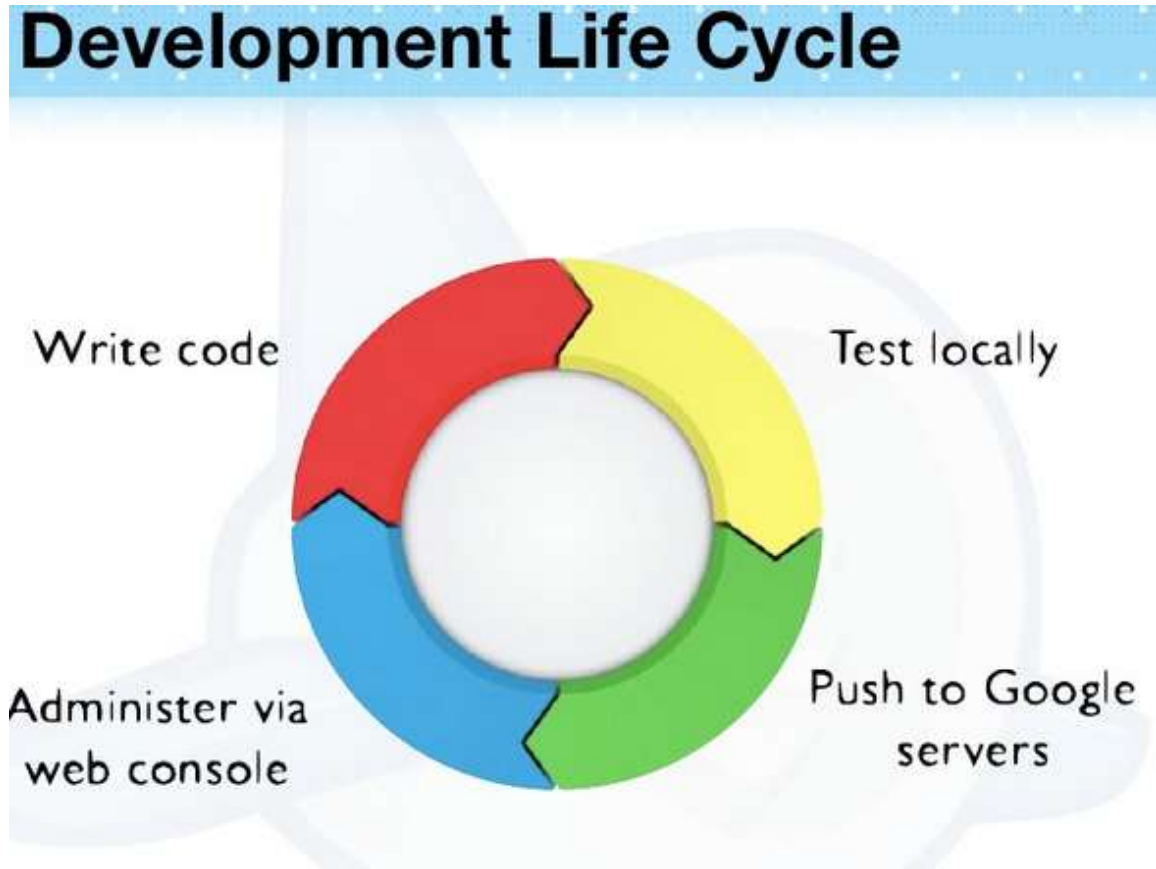 Development Life Cycle
Write code
Test locally
Administer via
web console
Push to Google
servers